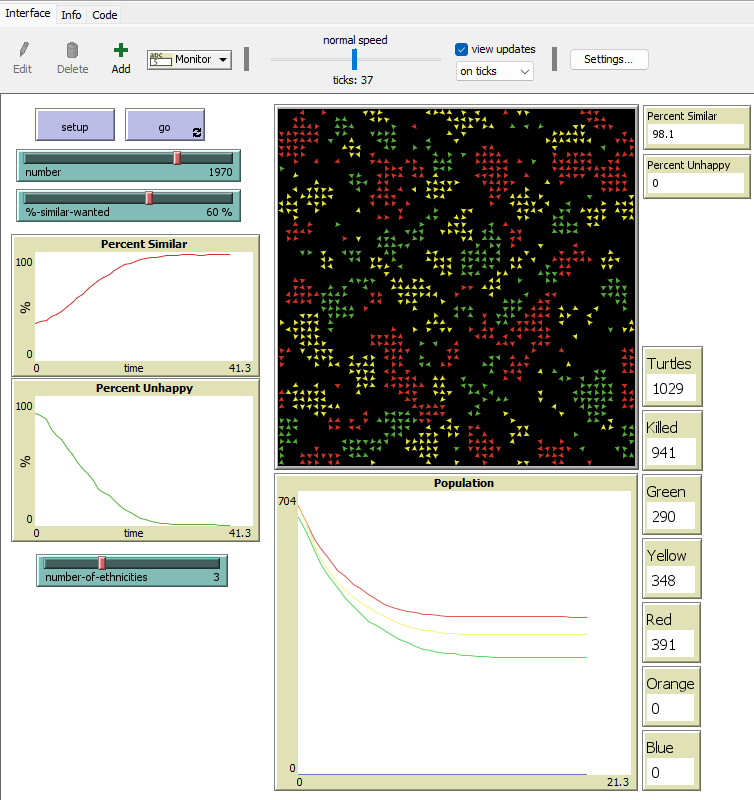 Interface Info Code
normal speed
Edit Delete Add abc 5 Monitor view updates
ticks: 37 on ticks Settings...
setup go
number 1970
%-similar-wanted 60 %
Percent Similar
100
%
0
0 time 41.3
Percent Unhappy
100
%
0
0 time 41.3
number-of-ethnicities 3
Percent Similar
98.1
Percent Unhappy
0
Population
704
0
0 21.3
Turtles
1029
Killed
941
Green
290
Yellow
348
Red
391
Orange
0
Blue
0